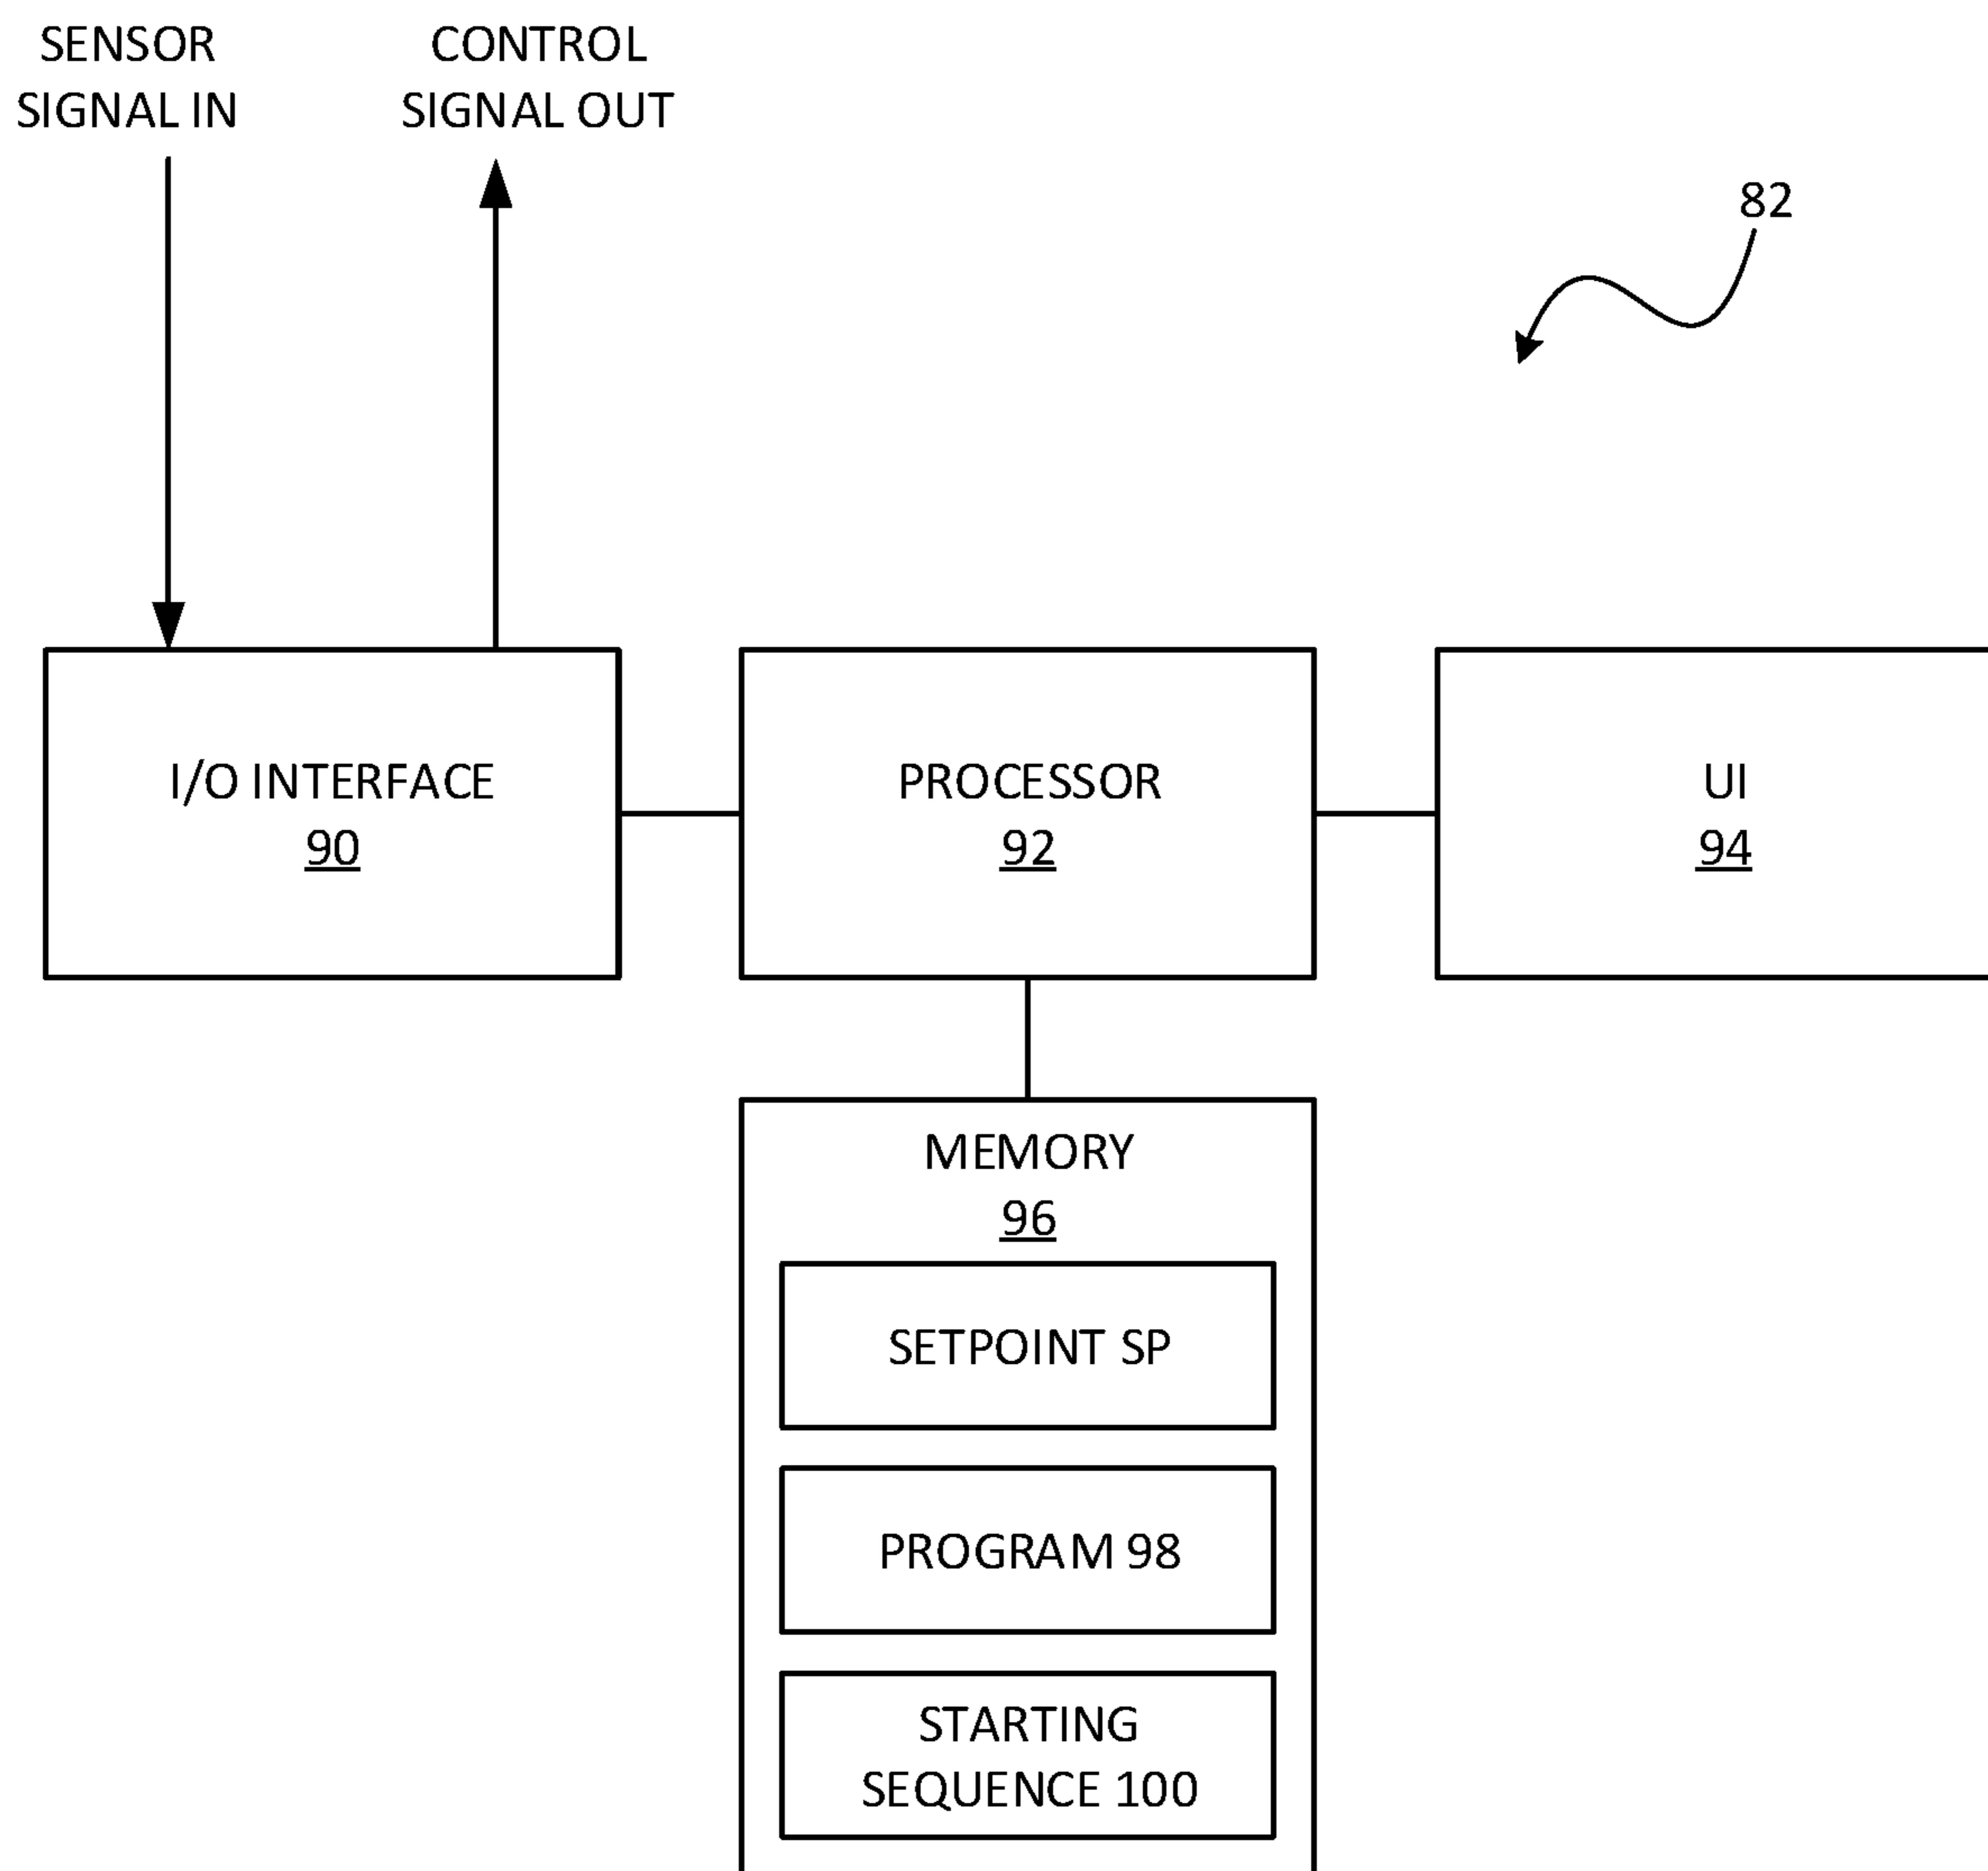 SENSOR
SIGNAL IN
CONTROL
SIGNAL OUT
82
I/O INTERFACE
90
PROCESSOR
92
UI
94
MEMORY
96
SETPOINT SP
PROGRAM 98
STARTING
SEQUENCE 100